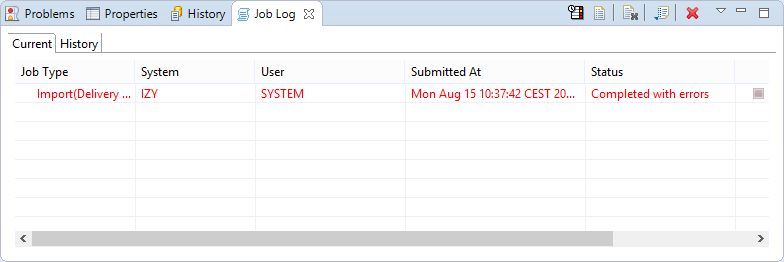 Problems Properties History Job Log
Current History
Job Type System User Submitted At Status
Import(Delivery ... IZY SYSTEM Mon Aug 15 10:37:42 CEST 20... Completed with errors